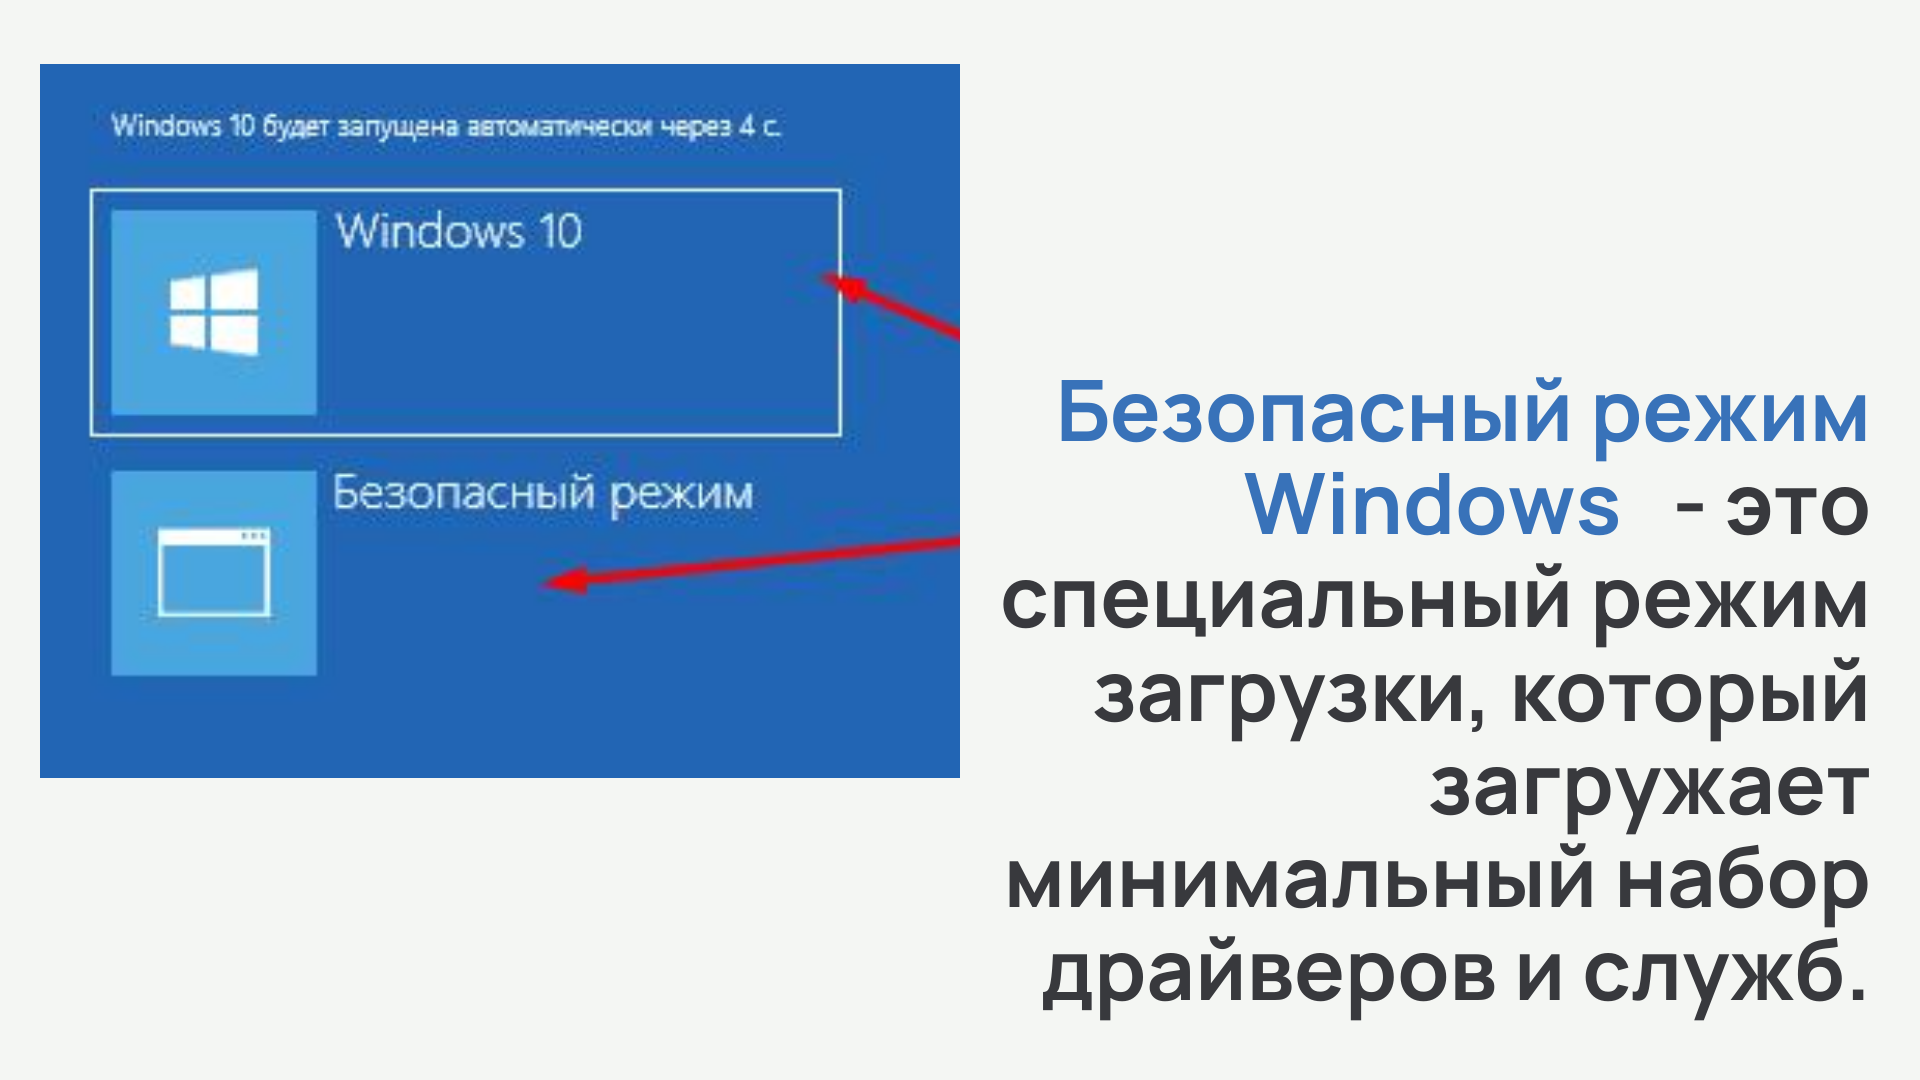 Windows 10 будет запущена автоматически через 4 с.
Windows 10
Безопасный режим
Безопасный режим
Windows - это
специальный режим
загрузки, который
загружает
минимальный набор
драйверов и служб.